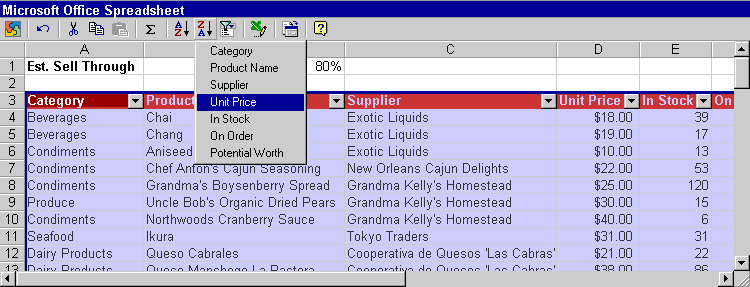 Microsoft Office Spreadsheet
A B C D E
Category
Product Name
Supplier
Unit Price
In Stock
On Order
Potential Worth
1 Est. Sell Through 80%
2
3 Category Product Supplier Unit Price In Stock On
4 Beverages Chai Exotic Liquids $18.00 39
5 Beverages Chang Exotic Liquids $19.00 17
6 Condiments Aniseed Exotic Liquids $10.00 13
7 Condiments Chef Anton's Cajun Seasoning New Orleans Cajun Delights $22.00 53
8 Condiments Grandma's Boysenberry Spread Grandma Kelly's Homestead $25.00 120
9 Produce Uncle Bob's Organic Dried Pears Grandma Kelly's Homestead $30.00 15
10 Condiments Northwoods Cranberry Sauce Grandma Kelly's Homestead $40.00 6
11 Seafood Ikura Tokyo Traders $31.00 31
12 Dairy Products Queso Cabrales Cooperativa de Quesos 'Las Cabras' $21.00 22
13 Dairy Products Queso Manchego La Pastora Cooperativa de Quesos 'Las Cabras' $38.00 86